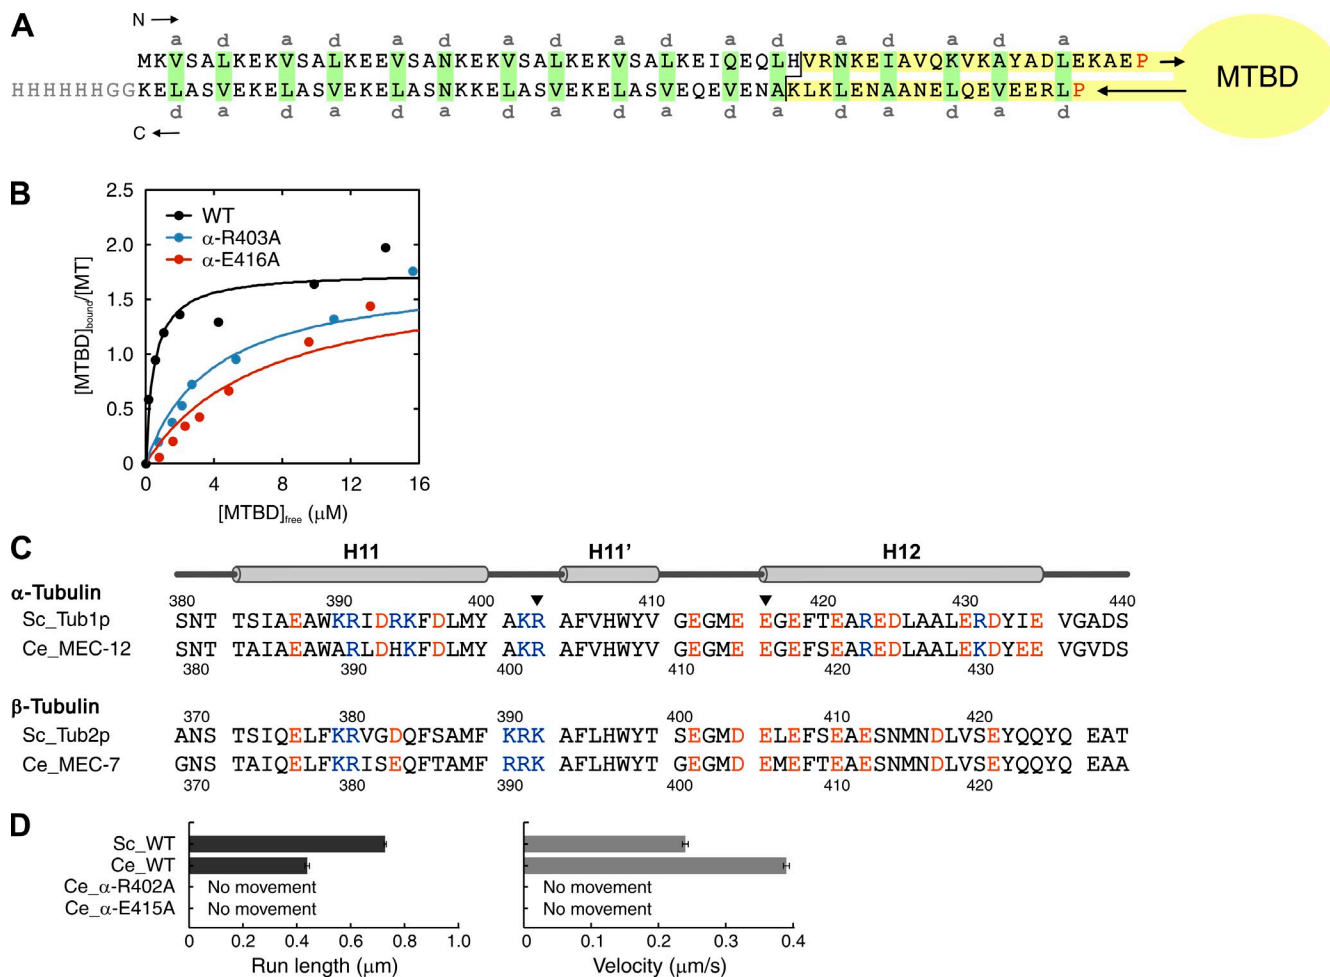 A
N
a d a d a d a d a d a d a d a d a
MKVSALKEKVSALKEEVSANKEKVSALKEKVSALKEIQEQLHVRNKEIAVQKVKAYADLEKAEP
MTBD
HHHHHHGGKELASVEKELASVEKELASNKKELASVEKELASVEQEVENAKLKLENAANELQEVEERLP
d a d a d a d a d a d a d a d a d
C
B
2.5
2.0
1.5
1.0
0.5
0
[MTBD]bound/[MT]
WT
α-R403A
α-E416A
0 4 8 12 16
[MTBD]free (μM)
C
H11 H11’ H12
α-Tubulin
380 390 400 410 420 430 440
Sc_Tub1p SNT TSIAEAWKRIDRKFDLMY AKR AFVHWYV GEGME EGEFTEAREDLAALERDYIE VGADS
Ce_MEC-12 SNT TAIAEAWARLDHKFDLMY AKR AFVHWYV GEGME EGEFSEAREDLAALEKDYEE VGVDS
380 390 400 410 420 430
β-Tubulin
370 380 390 400 410 420
Sc_Tub2p ANS TSIQELFKRVGDQFSAMF KRK AFLHWYT SEGMD ELEFSEAESNMNDLVSEYQQYQ EAT
Ce_MEC-7 GNS TAIQELFKRISEQFTAMF RRK AFLHWYT GEGMD EMEFTEAESNMNDLVSEYQQYQ EAA
370 380 390 400 410 420
D
Sc_WT
Ce_WT
Ce_α-R402A No movement No movement
Ce_α-E415A No movement No movement
0 0.2 0.4 0.6 0.8 1.0 0 0.1 0.2 0.3 0.4
Run length (μm) Velocity (μm/s)